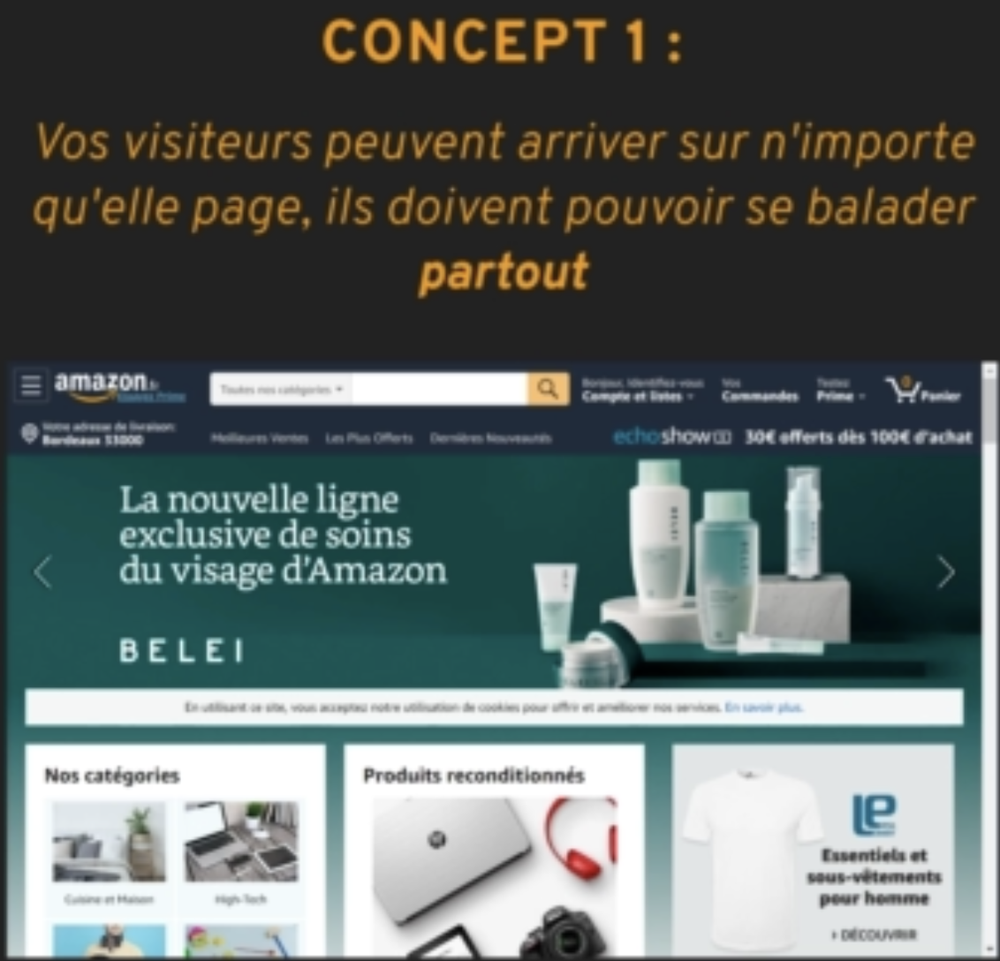 CONCEPT 1 :
Vos visiteurs peuvent arriver sur n'importe
qu'elle page, ils doivent pouvoir se balader
partout
amazon.fr
Toutes nos catégories
Bonjour, Identifiez-vous
Compte et listes
Vos
Commandes
Testez
Prime
0
Panier
Votre adresse de livraison:
Bordeaux 33000
Meilleures Ventes
Les Plus Offerts
Dernières Nouveautés
echo show 5
30€ offerts dès 100€ d'achat
La nouvelle ligne
exclusive de soins
du visage d'Amazon
BELEI
En utilisant ce site, vous acceptez notre utilisation de cookies pour offrir et améliorer nos services. En savoir plus.
Nos catégories
Cuisine et Maison
High-Tech
Produits reconditionnés
hp
Essentiels et
sous-vêtements
pour homme
› DÉCOUVRIR